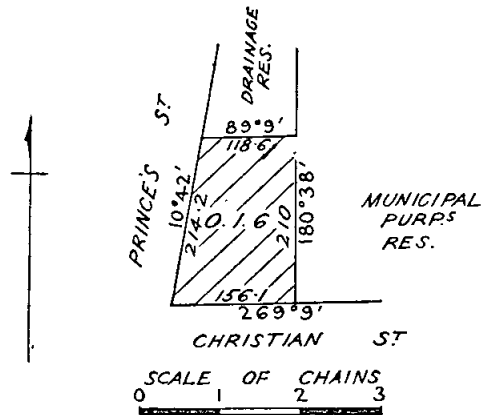 DRAINAGE
RES.
PRINCE'S ST
89°9'
118·6
10°42'
214·2
0.1.6
210
180°38'
MUNICIPAL
PURPS
RES.
156·1
269°9'
CHRISTIAN ST
SCALE OF CHAINS
0 1 2 3